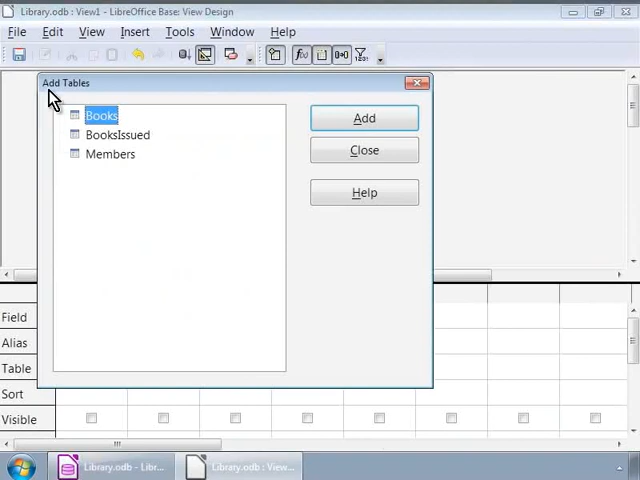 Library.odb : View1 - LibreOffice Base: View Design
File Edit View Insert Tools Window Help
Add Tables
Books
BooksIssued
Members
Add
Close
Help
Field
Alias
Table
Sort
Visible
Library.odb - Libr...
Library.odb : View...